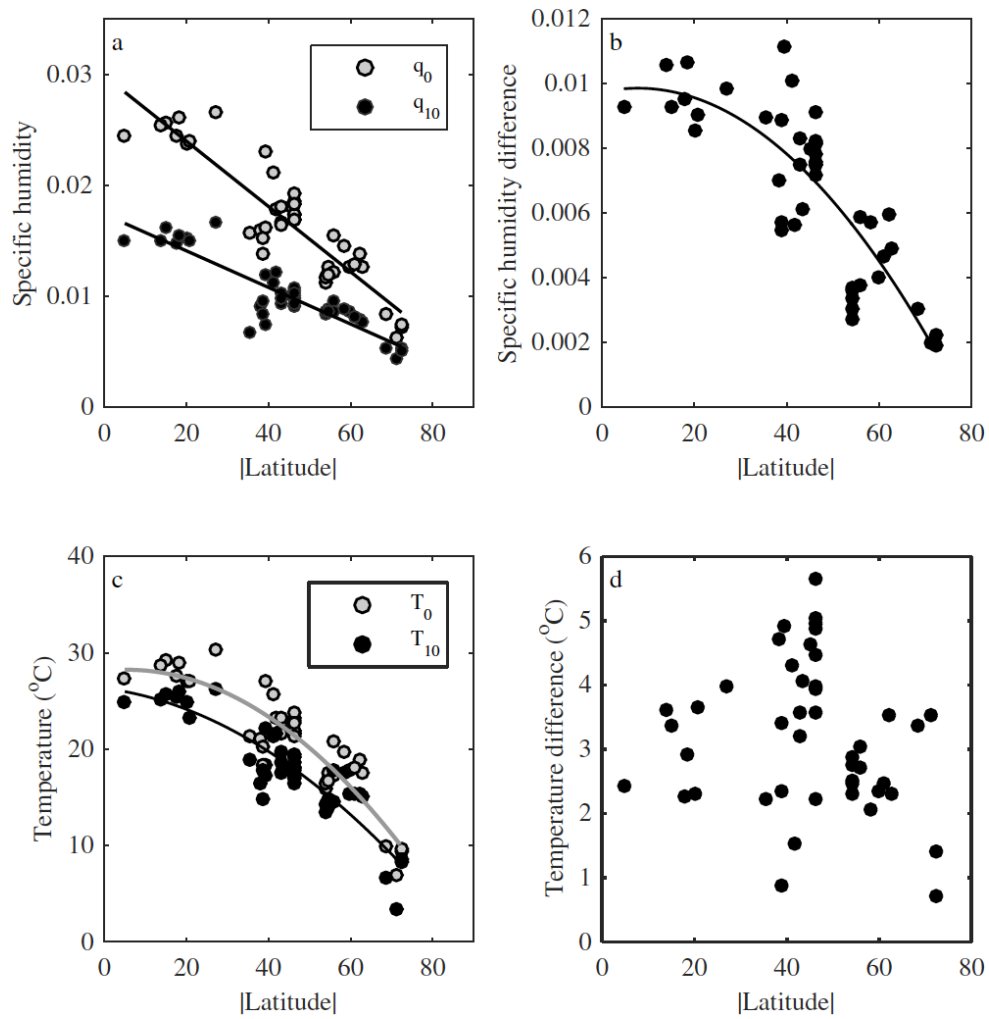 a
q0
q10
0.03
0.02
0.01
0
0 20 40 60 80
Specific humidity
|Latitude|
b
0.012
0.01
0.008
0.006
0.004
0.002
0
0 20 40 60 80
Specific humidity difference
|Latitude|
c
T0
T10
40
30
20
10
0
0 20 40 60 80
Temperature (°C)
|Latitude|
d
6
5
4
3
2
1
0
0 20 40 60 80
Temperature difference (°C)
|Latitude|